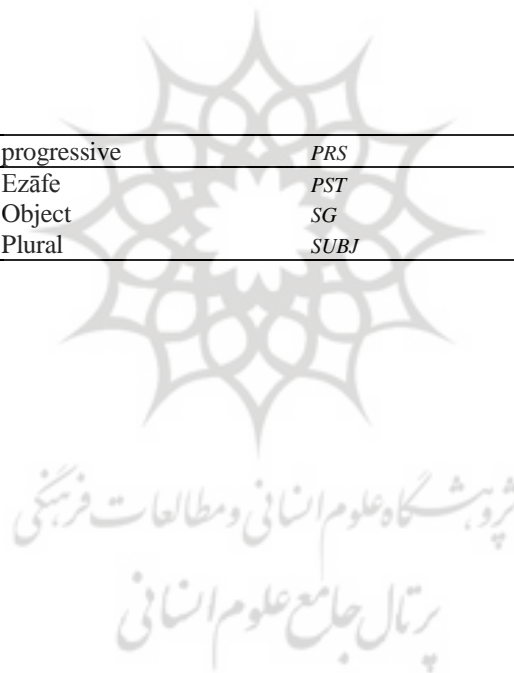 progressive PRS
Ezāfe PST
Object SG
Plural SUBJ
پژوهشگاه علوم انسانی و مطالعات فرهنگی
پرتال جامع علوم انسانی